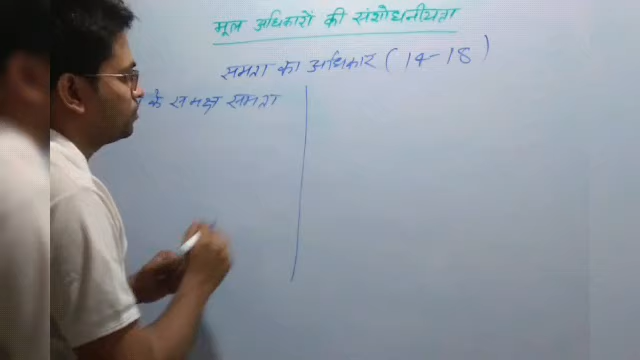 मूल अधिकारों की संशोधनीयता
समता का अधिकार (14-18)
के समक्ष समता